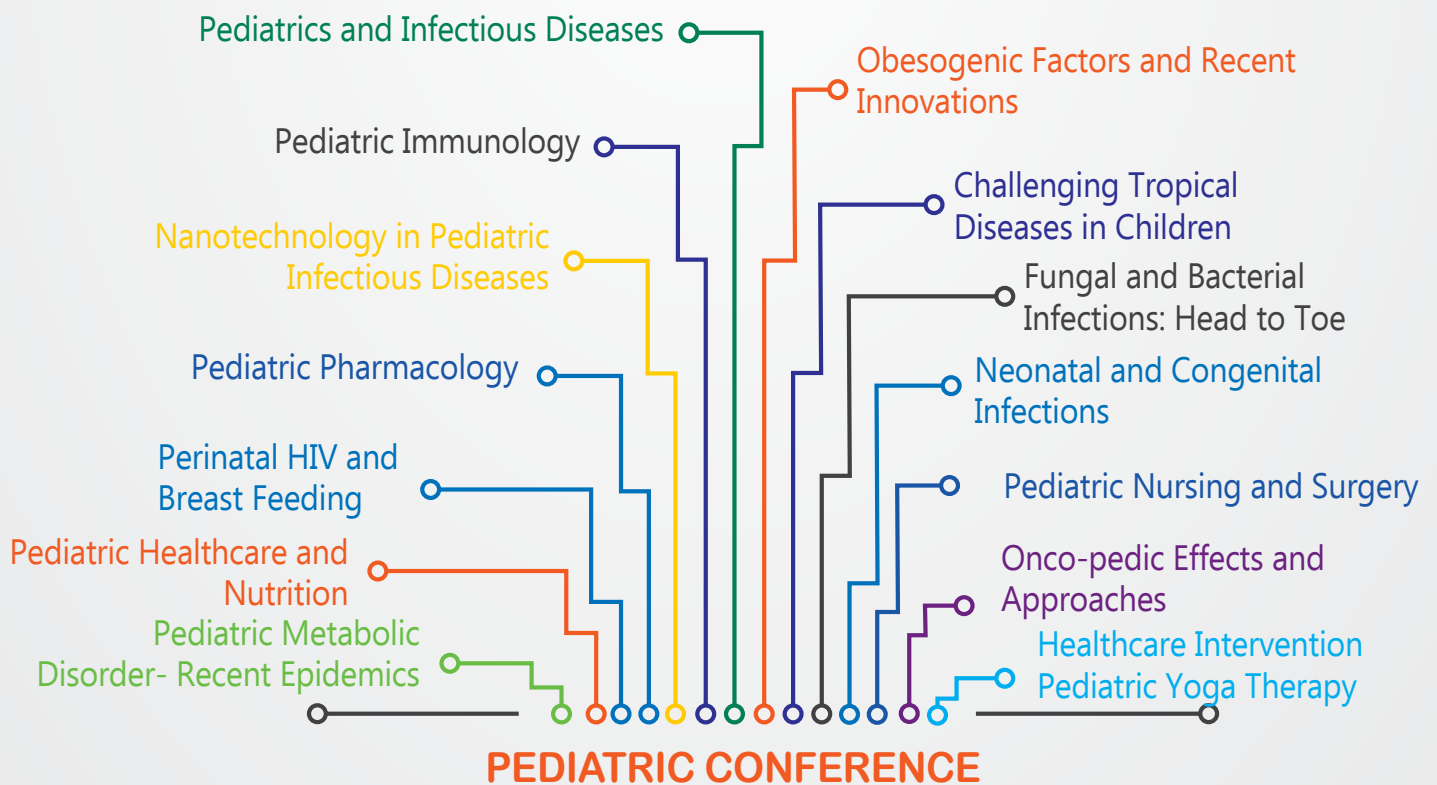 Pediatrics and Infectious Diseases
Pediatric Immunology
Nanotechnology in Pediatric
Infectious Diseases
Pediatric Pharmacology
Perinatal HIV and
Breast Feeding
Pediatric Healthcare and
Nutrition
Pediatric Metabolic
Disorder- Recent Epidemics
Obesogenic Factors and Recent
Innovations
Challenging Tropical
Diseases in Children
Fungal and Bacterial
Infections: Head to Toe
Neonatal and Congenital
Infections
Pediatric Nursing and Surgery
Onco-pedic Effects and
Approaches
Healthcare Intervention
Pediatric Yoga Therapy
PEDIATRIC CONFERENCE